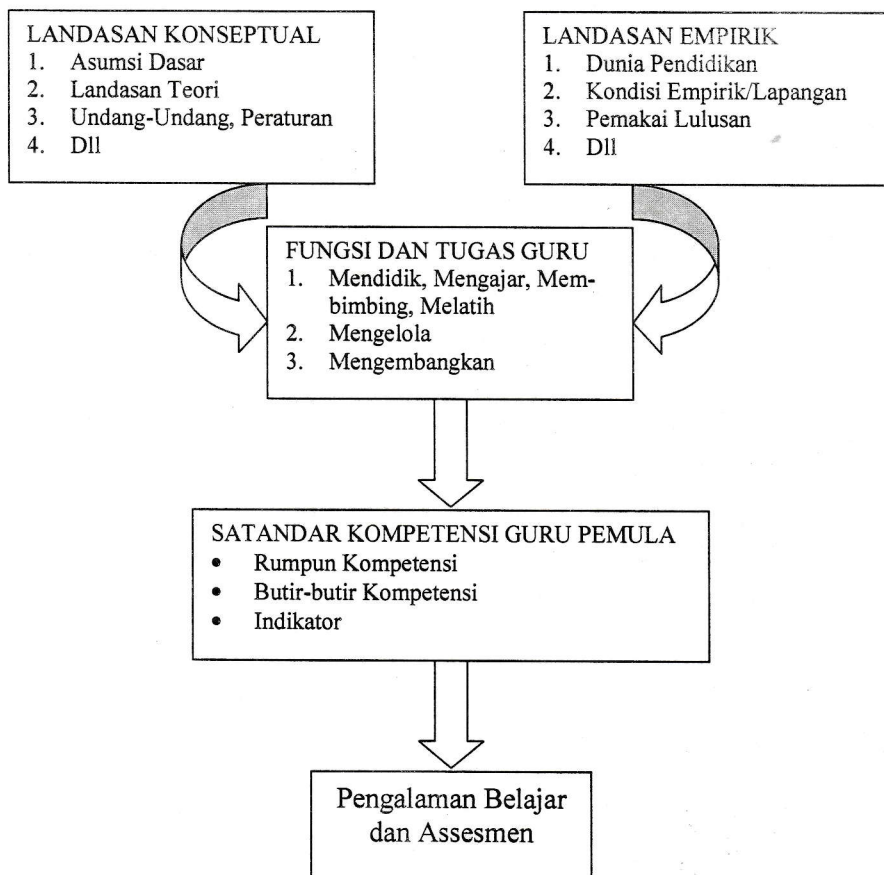 LANDASAN KONSEPTUAL
1. Asumsi Dasar
2. Landasan Teori
3. Undang-Undang, Peraturan
4. Dll
LANDASAN EMPIRIK
1. Dunia Pendidikan
2. Kondisi Empirik/Lapangan
3. Pemakai Lulusan
4. Dll
FUNGSI DAN TUGAS GURU
1. Mendidik, Mengajar, Mem-
bimbing, Melatih
2. Mengelola
3. Mengembangkan
SATANDAR KOMPETENSI GURU PEMULA
• Rumpun Kompetensi
• Butir-butir Kompetensi
• Indikator
Pengalaman Belajar
dan Assesmen